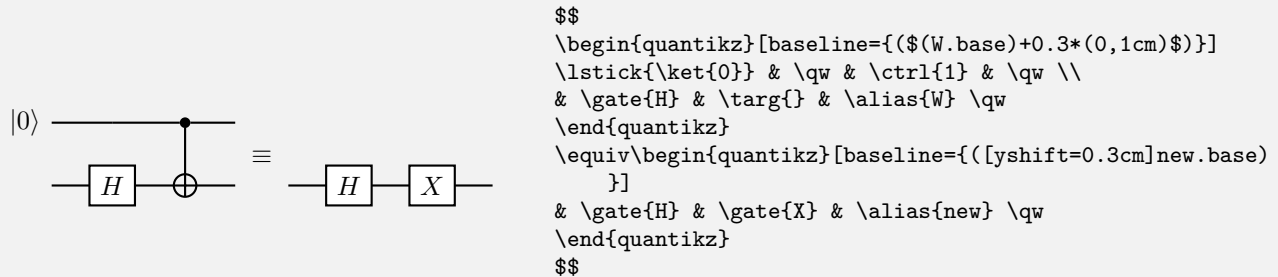 |0⟩
H
≡
H
X
$$
\begin{quantikz}[baseline={($(W.base)+0.3*(0,1cm)$)}]
\lstick{\ket{0}} & \qw & \ctrl{1} & \qw \\
& \gate{H} & \targ{} & \alias{W} \qw
\end{quantikz}
\equiv\begin{quantikz}[baseline={([yshift=0.3cm]new.base)
}]
& \gate{H} & \gate{X} & \alias{new} \qw
\end{quantikz}
$$